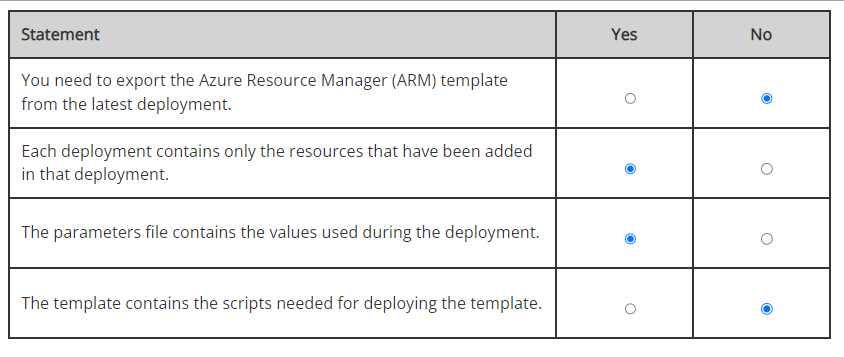 Statement Yes No
You need to export the Azure Resource Manager (ARM) template
from the latest deployment.
Each deployment contains only the resources that have been added
in that deployment.
The parameters file contains the values used during the deployment.
The template contains the scripts needed for deploying the template.